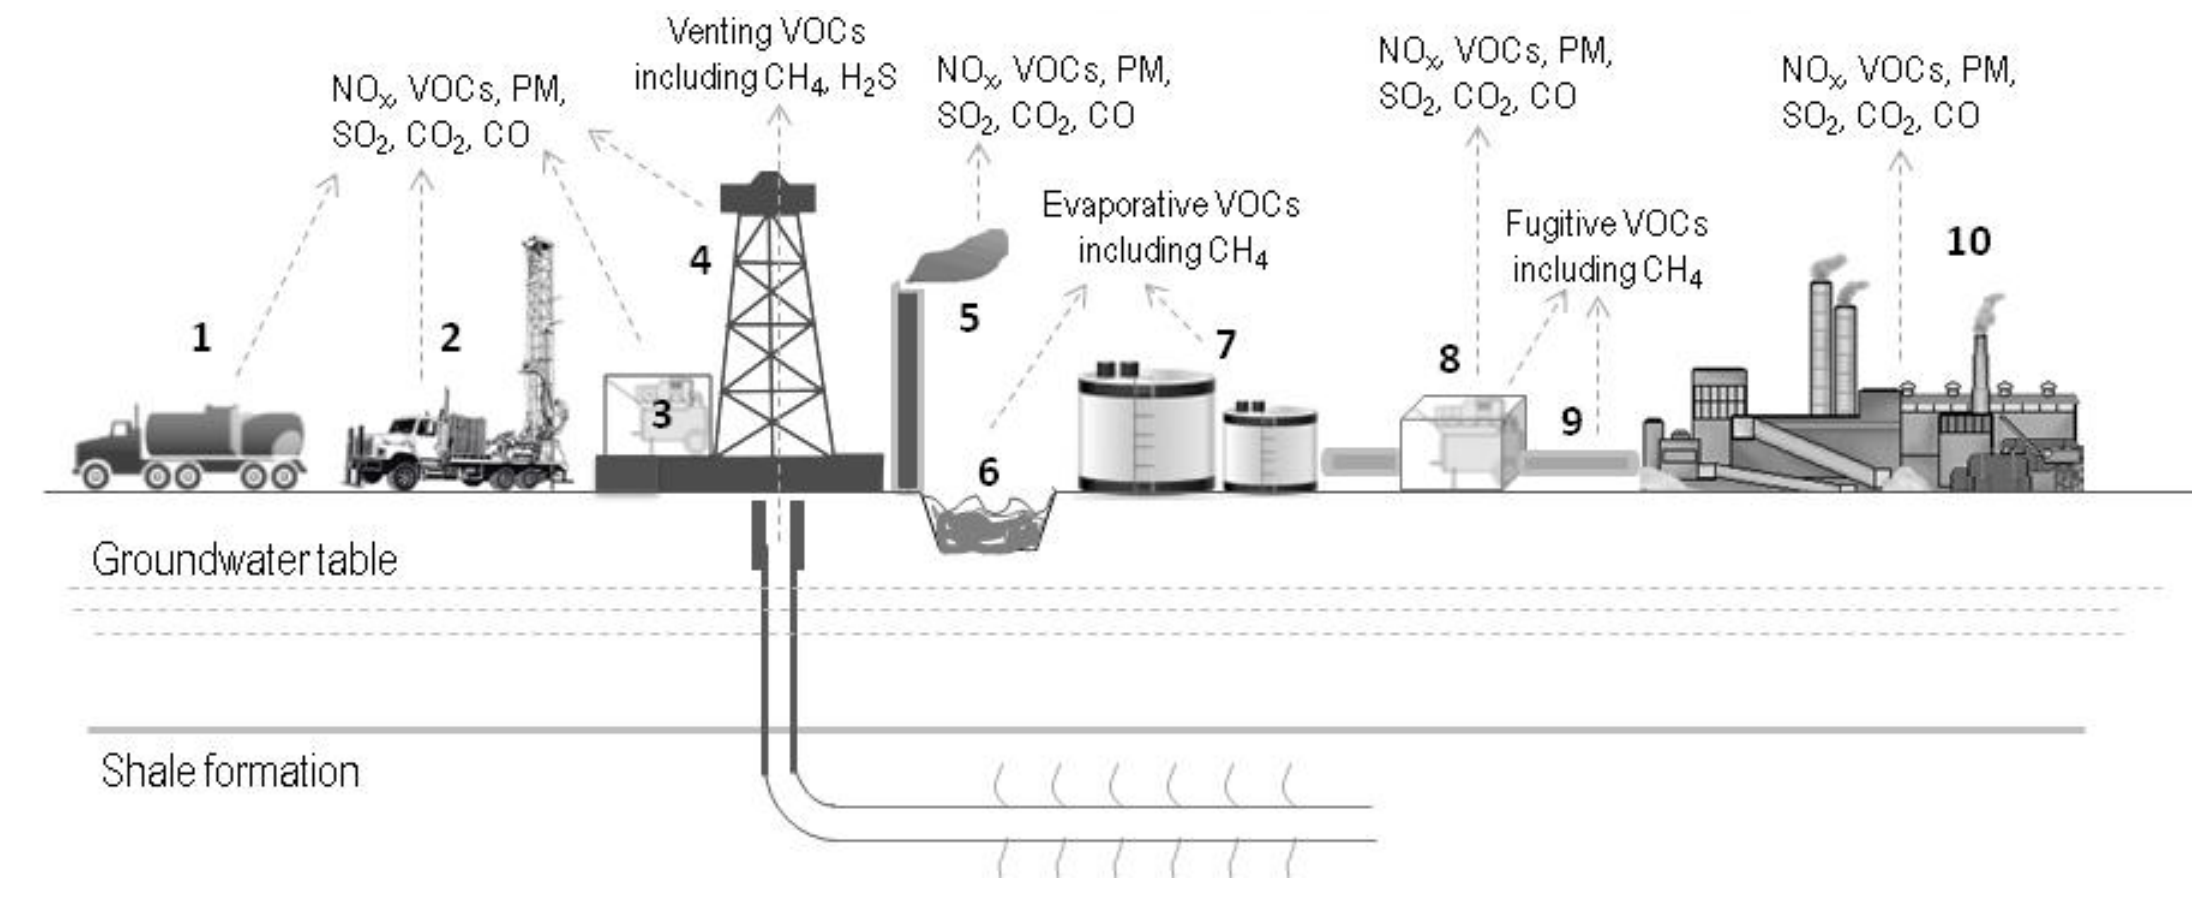 Venting VOCs
including CH₄, H₂S
NOₓ, VOCs, PM,
SO₂, CO₂, CO
NOₓ, VOCs, PM,
SO₂, CO₂, CO
NOₓ, VOCs, PM,
SO₂, CO₂, CO
NOₓ, VOCs, PM,
SO₂, CO₂, CO
Evaporative VOCs
including CH₄
Fugitive VOCs
including CH₄
1
2
3
4
5
6
7
8
9
10
Groundwater table
Shale formation